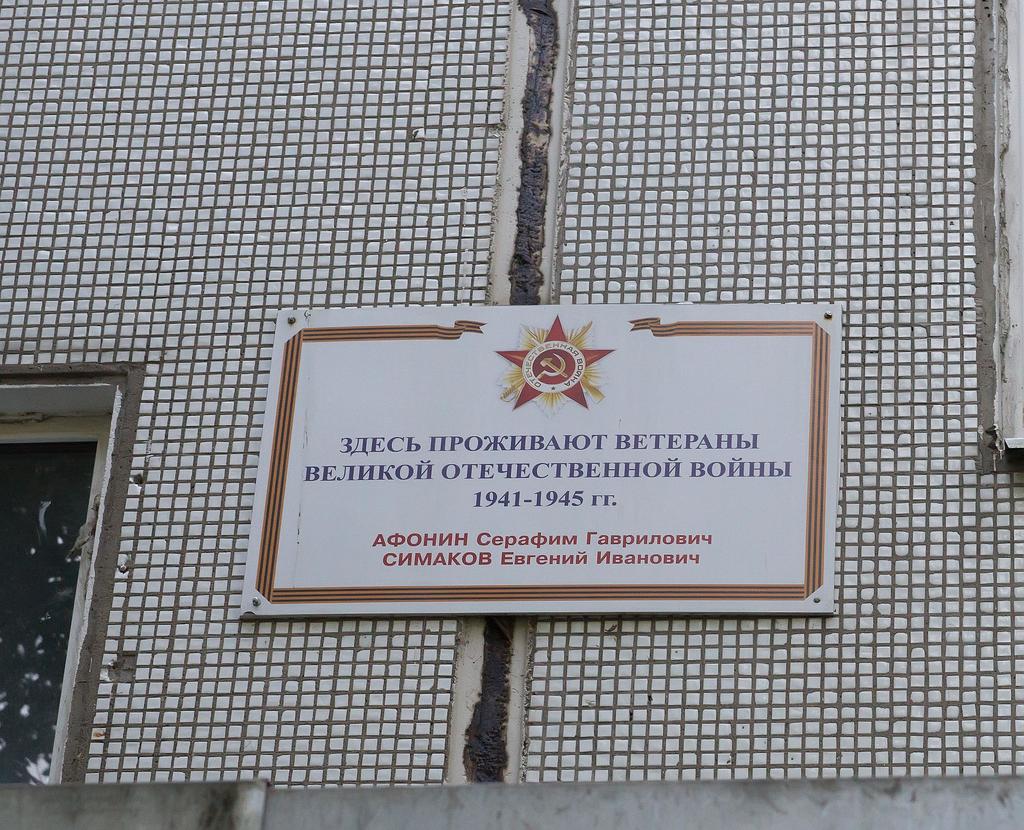 ОТЕЧЕСТВЕННАЯ ВОЙНА
ЗДЕСЬ ПРОЖИВАЮТ ВЕТЕРАНЫ
ВЕЛИКОЙ ОТЕЧЕСТВЕННОЙ ВОЙНЫ
1941-1945 гг.
АФОНИН Серафим Гаврилович
СИМАКОВ Евгений Иванович